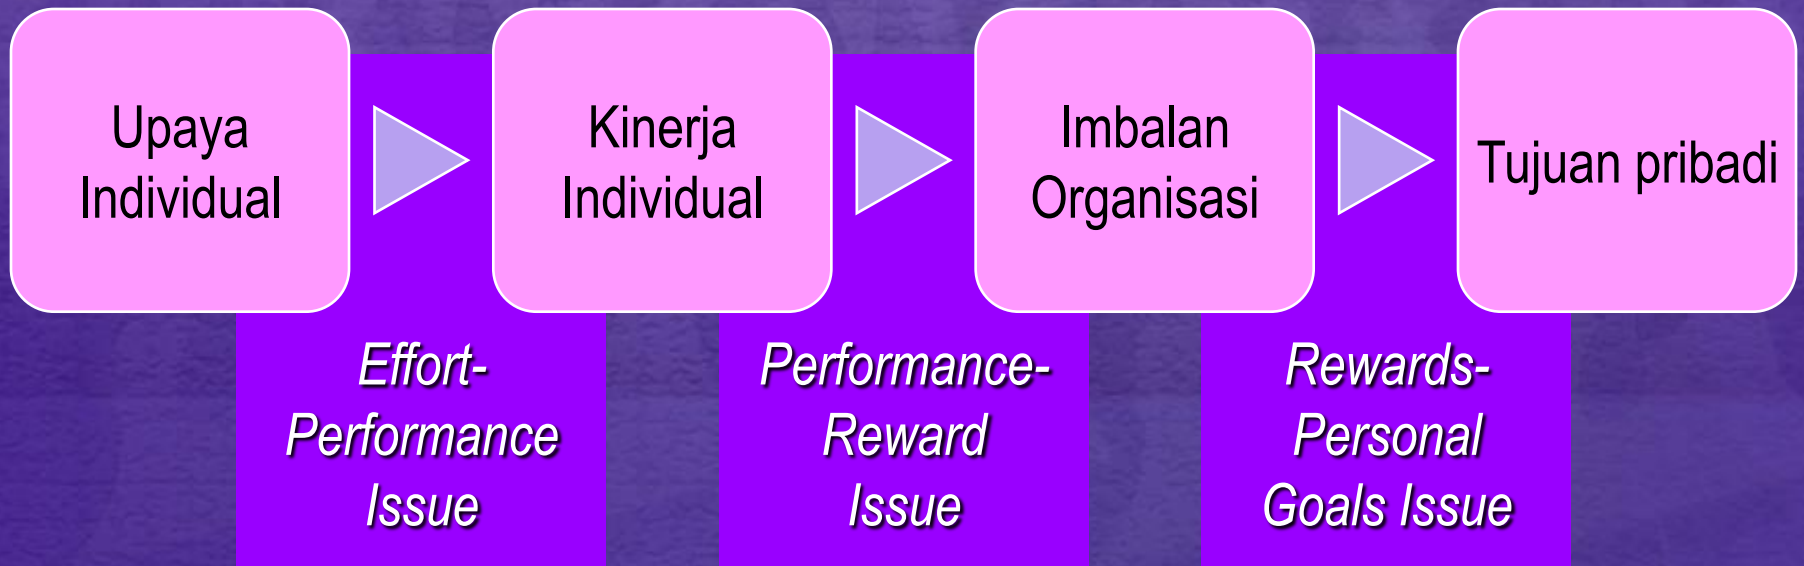 Upaya
Individual
Kinerja
Individual
Imbalan
Organisasi
Tujuan pribadi
Effort-
Performance
Issue
Performance-
Reward
Issue
Rewards-
Personal
Goals Issue